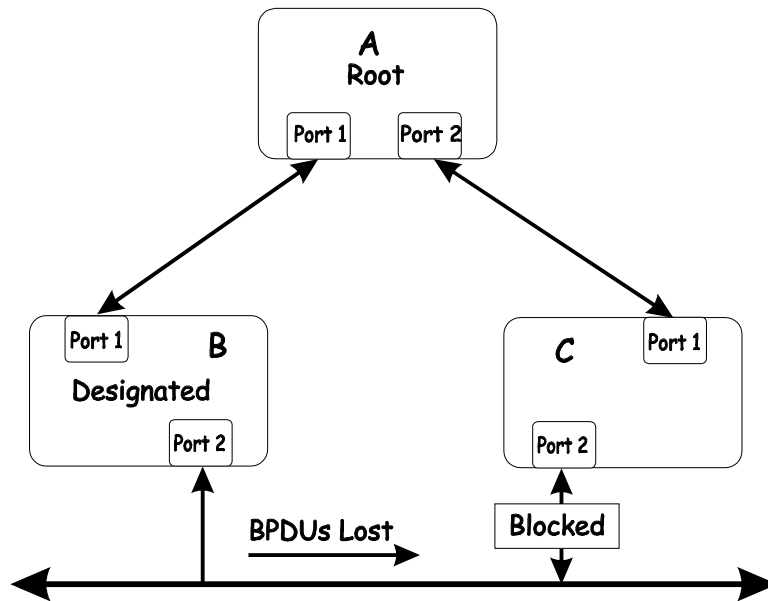 A
Root
Port 1
Port 2
Port 1
B
Designated
Port 2
C
Port 1
Port 2
BPDUs Lost
Blocked